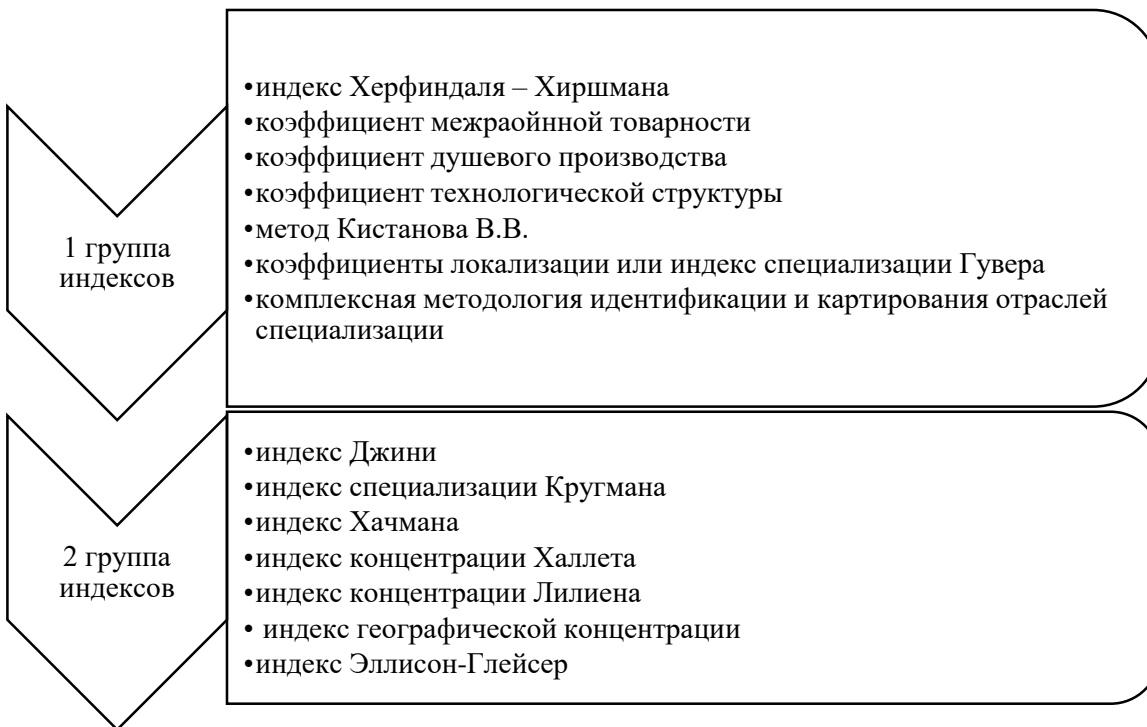 •индекс Херфиндаля – Хиршмана
•коэффициент межраойнной товарности
•коэффициент душевого производства
•коэффициент технологической структуры
•метод Кистанова В.В.
•коэффициенты локализации или индекс специализации Гувера
•комплексная методология идентификации и картирования отраслей
специализации
1 группа
индексов
•индекс Джини
•индекс специализации Кругмана
•индекс Хачмана
•индекс концентрации Халлета
•индекс концентрации Лилиена
• индекс географической концентрации
•индекс Эллисон-Глейсер
2 группа
индексов